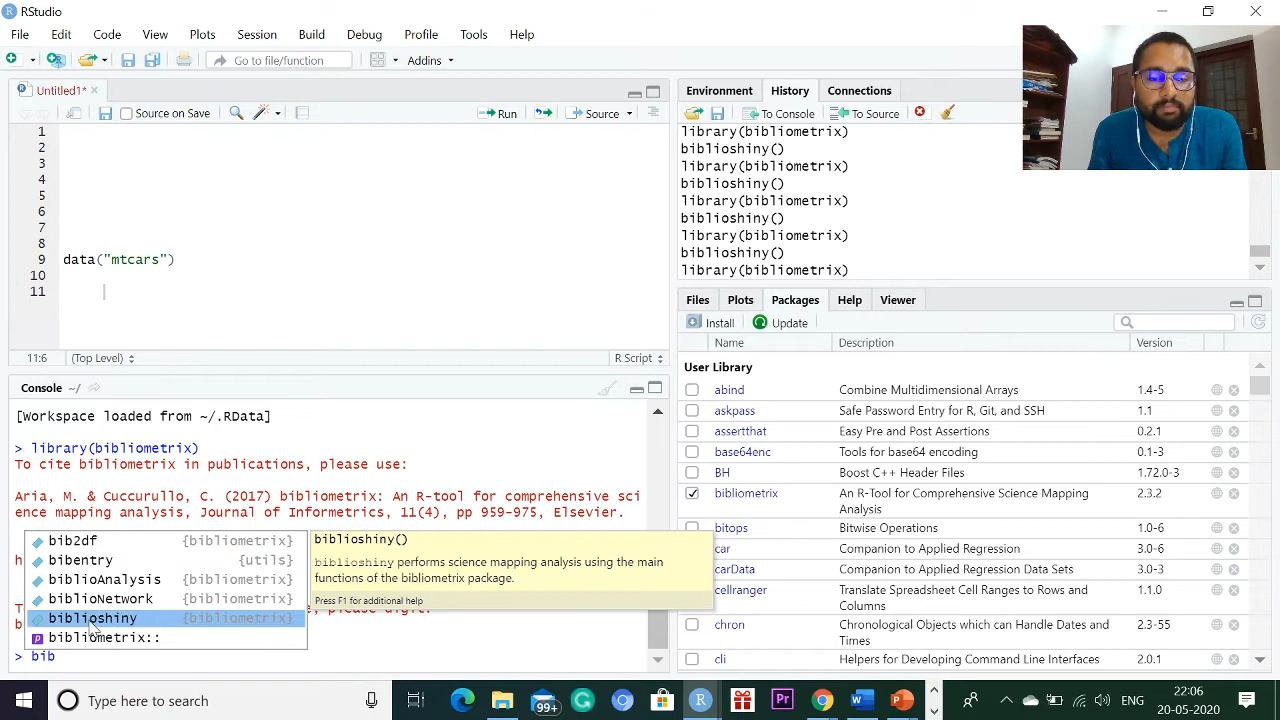 RStudio
File Edit Code View Plots Session Build Debug Profile Tools Help
Go to file/function Addins
Untitled1*
Environment History Connections
Source on Save Run Source
To Console To Source
1
2
3
4
5
6
7
8
9 data("mtcars")
10
11
library(bibliometrix)
biblioshiny()
library(bibliometrix)
biblioshiny()
library(bibliometrix)
biblioshiny()
library(bibliometrix)
biblioshiny()
library(bibliometrix)
11:6 (Top Level) R Script
Files Plots Packages Help Viewer
Install Update
Name Description Version
User Library
abind Combine Multidimensional Arrays 1.4-5
askpass Safe Password Entry for R, Git, and SSH 1.1
assertthat Easy Pre and Post Assertions 0.2.1
base64enc Tools for base64 encoding 0.1-3
BH Boost C++ Header Files 1.72.0-3
bibliometrix An R-Tool for Comprehensive Science Mapping Analysis 2.3.2
bitops Bitwise Operations 1.0-6
car Companion to Applied Regression 3.0-6
carData Companion to Applied Regression Data Sets 3.0-3
cellranger Translate Spreadsheet Cell Ranges to Rows and Columns 1.1.0
chron Chronological Objects which can Handle Dates and Times 2.3-55
cli Helpers for Developing Command Line Interfaces 2.0.1
Console ~/
[Workspace loaded from ~/.RData]
> library(bibliometrix)
To cite bibliometrix in publications, please use:
Aria, M. & Cuccurullo, C. (2017) bibliometrix: An R-tool for comprehensive sci
ence mapping analysis, Journal of Informetrics, 11(4), pp 959-975, Elsevier.
h
bib2df {bibliometrix}
bibentry {utils}
biblioAnalysis {bibliometrix}
biblioNetwork {bibliometrix}
biblioshiny {bibliometrix}
bibliometrix::
biblioshiny()
biblioshiny performs science mapping analysis using the main
functions of the bibliometrix package.
Press F1 for additional help
> bib
Type here to search
99+
ENG
22:06
20-05-2020